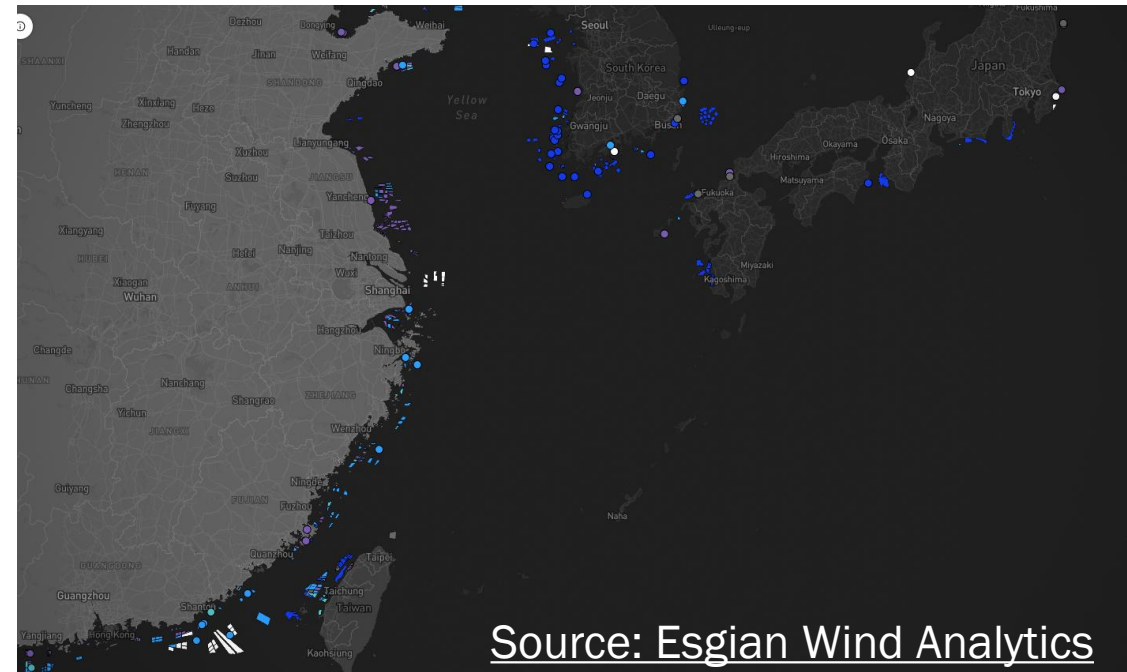 Dezhou
Dongying
Weihai
Seoul
Ulleung-eup
Fukushima
SHAANXI
Handan
Jinan
Weifang
SHANDONG
Qingdao
South Korea
Japan
Yuncheng
Xinxiang
Heze
Yellow
Sea
Jeonju
Daegu
Tokyo
Zhengzhou
Lianyungang
Gwangju
Busan
Nagoya
Xuzhou
Okayama
Ōsaka
Hiroshima
HENAN
Suzhou
JIANGSU
Matsuyama
Yancheng
Fukuoka
Fuyang
Xiangyang
Taizhou
HUBEI
Hefei
Nanjing
Nantong
Miyazaki
Xiaogan
Wuxi
Kagoshima
Wuhan
ANHUI
Shanghai
Hangzhou
Changde
Ningbo
HUNAN
Changsha
Nanchang
ZHEJIANG
Yichun
Shangrao
JIANGXI
Wenzhou
Guiyang
Ningde
FUJIAN
Fuzhou
Naha
Quanzhou
Taipei
GUANGDONG
Guangzhou
Taichung
Shantou
Taiwan
Yangjiang
Hong Kong
Kaohsiung
Source: Esgian Wind Analytics